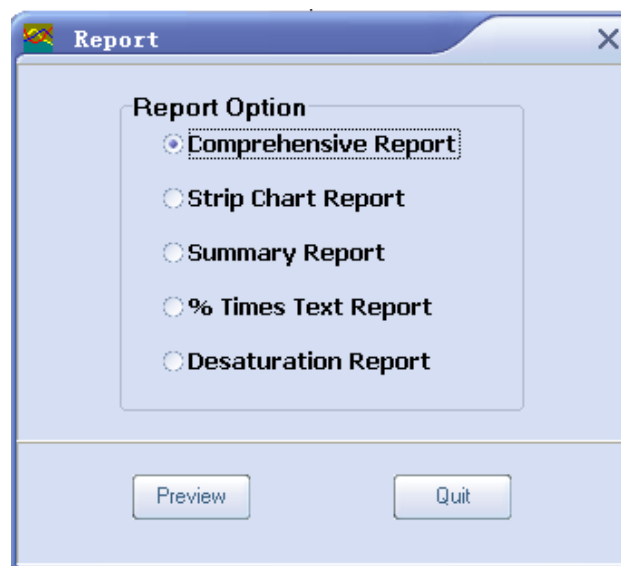 Report
Report Option
Comprehensive Report
Strip Chart Report
Summary Report
% Times Text Report
Desaturation Report
Preview Quit